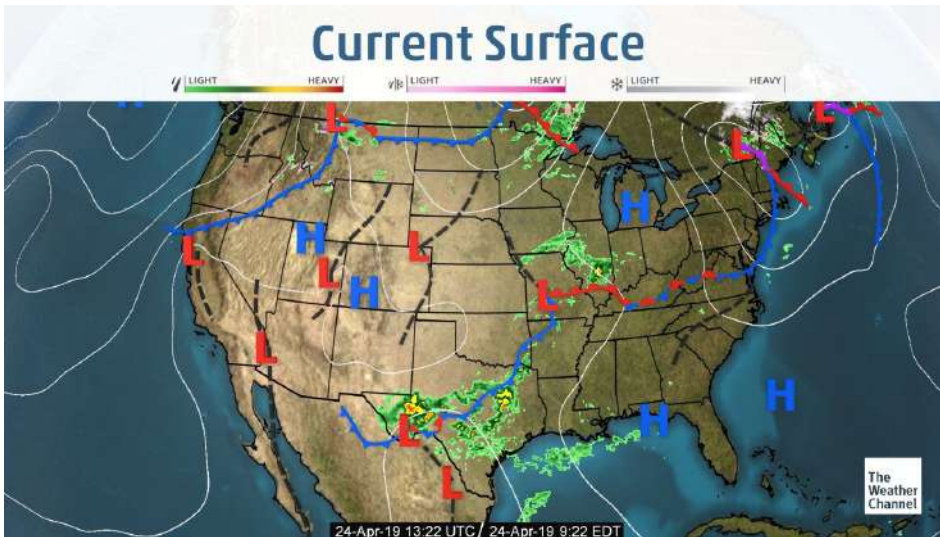 Current Surface
LIGHT HEAVY LIGHT HEAVY LIGHT HEAVY
L
L
L
L
H
L
H
L
L
H
L
L
L
H
H
L
L
The
Weather
Channel
24-Apr-19 13:22 UTC / 24-Apr-19 9:22 EDT